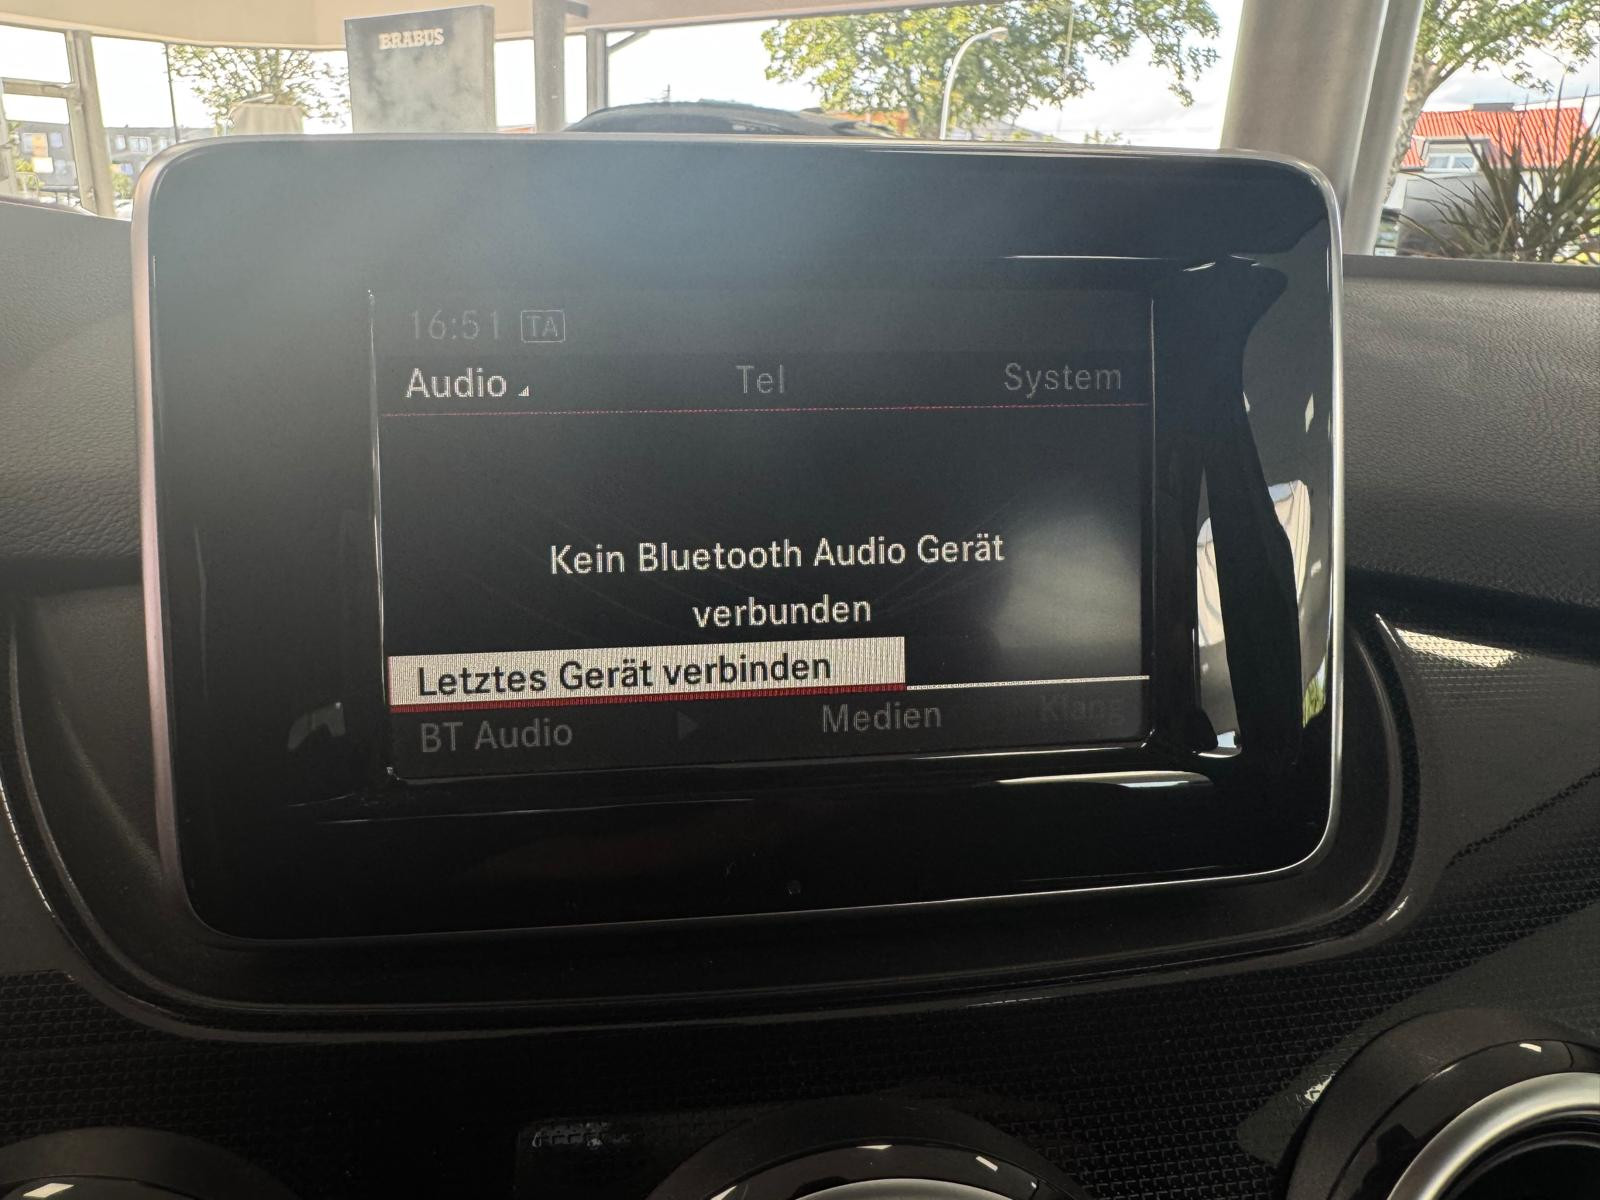 BRABUS
16:51 TA
Audio Tel System
Kein Bluetooth Audio Gerät
verbunden
Letztes Gerät verbinden
BT Audio Medien Klang